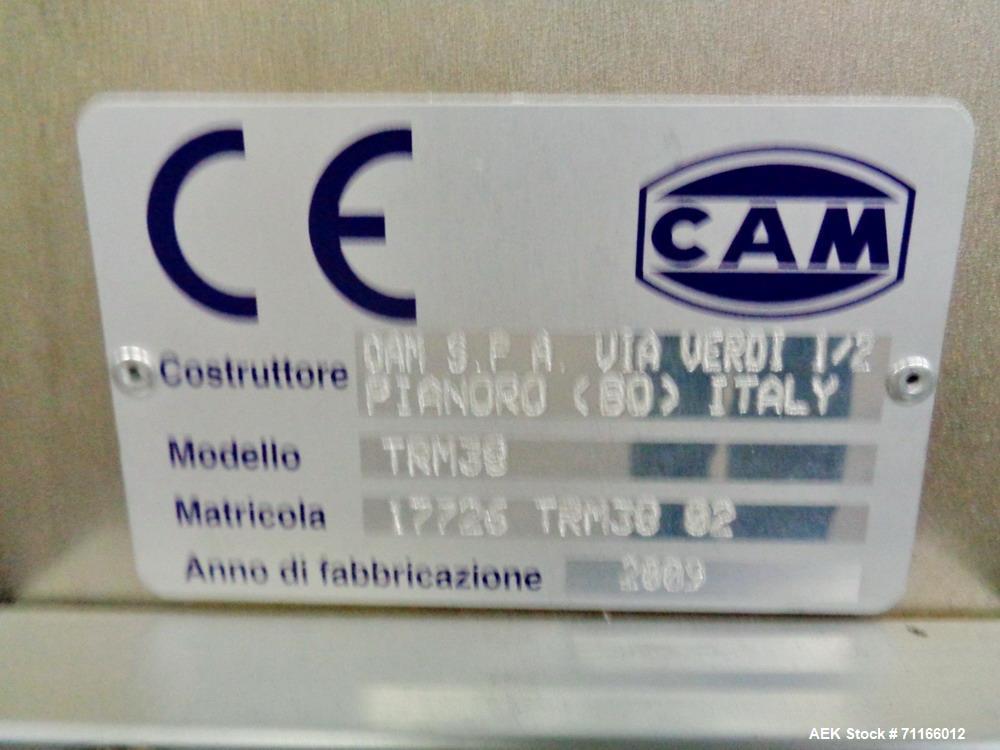 CE
CAM
Costruttore CAM S.P.A. VIA VERDI 1/2
PIANORO (BO) ITALY
Modello TRM30
Matricola 17726 TRM30 02
Anno di fabbricazione 2009
AEK Stock # 71166012